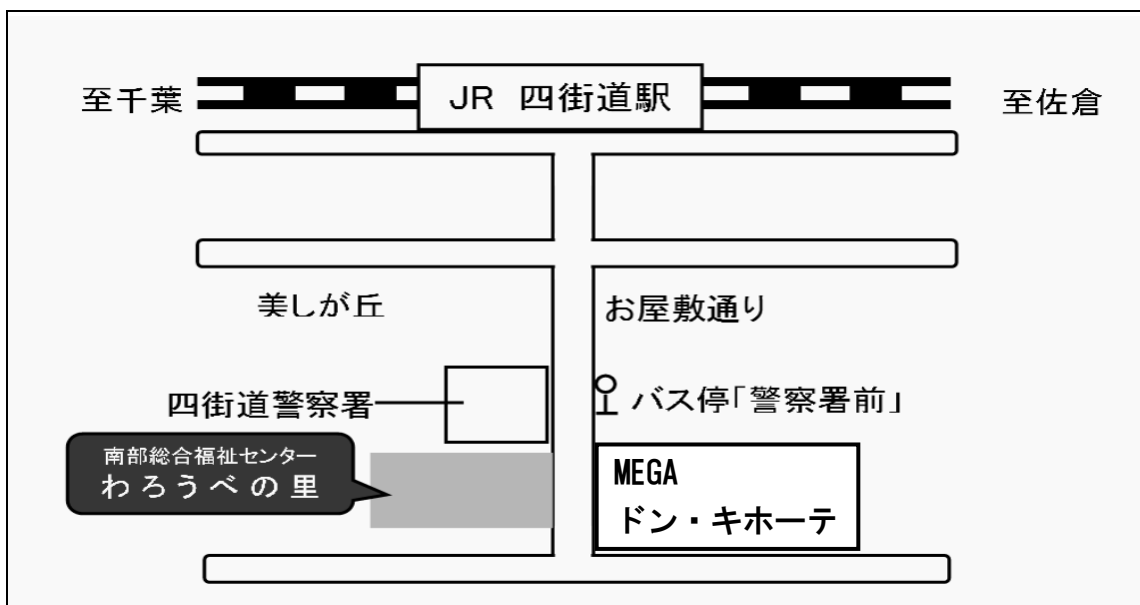 至千葉
JR 四街道駅
至佐倉
美しが丘
お屋敷通り
四街道警察署
バス停「警察署前」
南部総合福祉センター
わろうべの里
MEGA
ドン・キホーテ